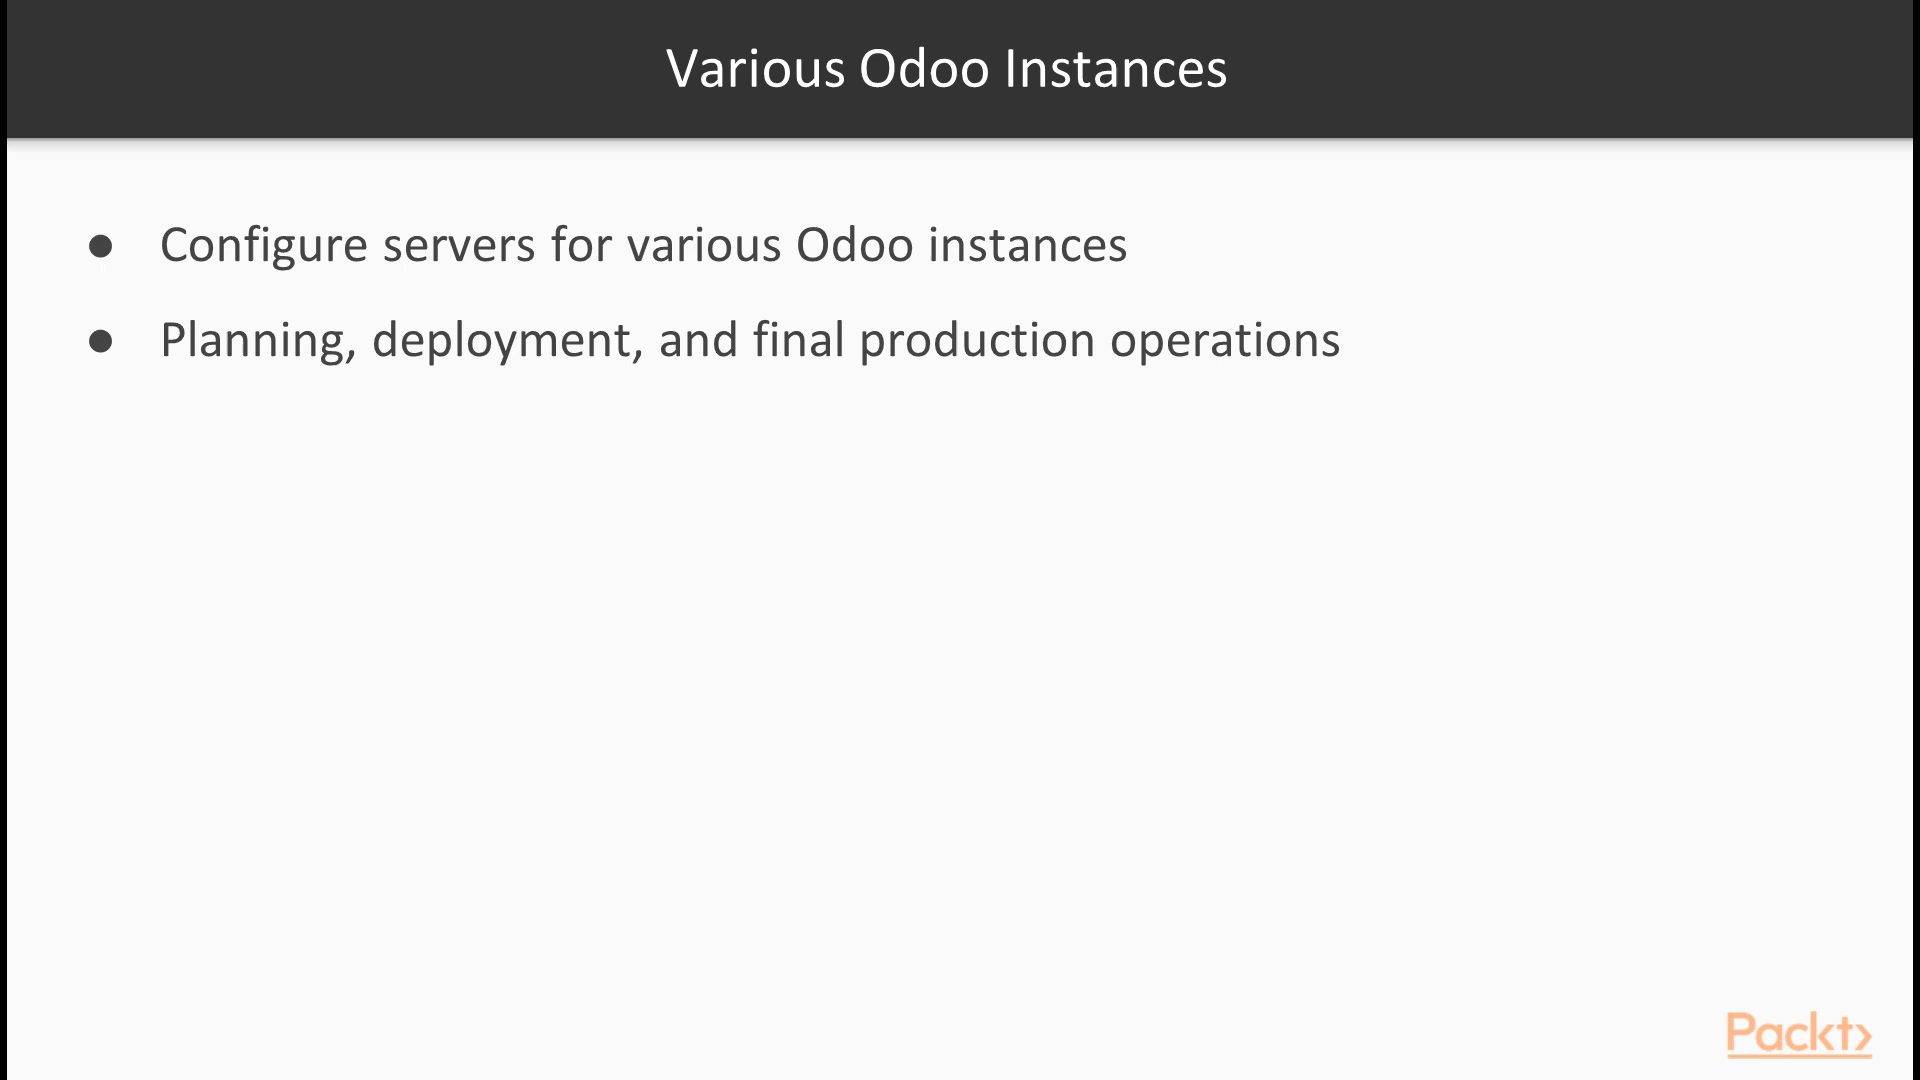 Various Odoo Instances
● Configure servers for various Odoo instances
● Planning, deployment, and final production operations
Packt>